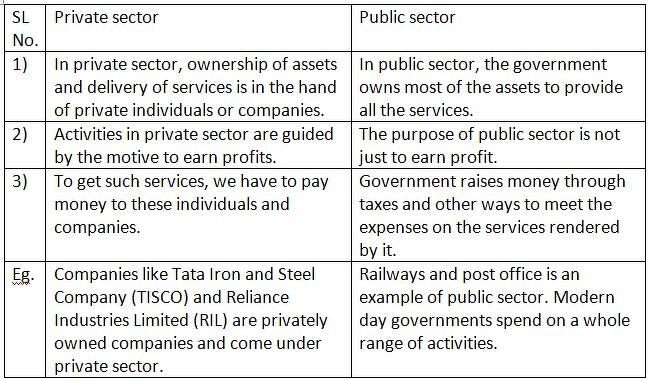 SL No. Private sector Public sector
1) In private sector, ownership of assets
and delivery of services is in the hand
of private individuals or companies.
In public sector, the government
owns most of the assets to provide
all the services.
2) Activities in private sector are guided
by the motive to earn profits.
The purpose of public sector is not
just to earn profit.
3) To get such services, we have to pay
money to these individuals and
companies.
Government raises money through
taxes and other ways to meet the
expenses on the services rendered
by it.
Eg. Companies like Tata Iron and Steel
Company (TISCO) and Reliance
Industries Limited (RIL) are privately
owned companies and come under
private sector.
Railways and post office is an
example of public sector. Modern
day governments spend on a whole
range of activities.